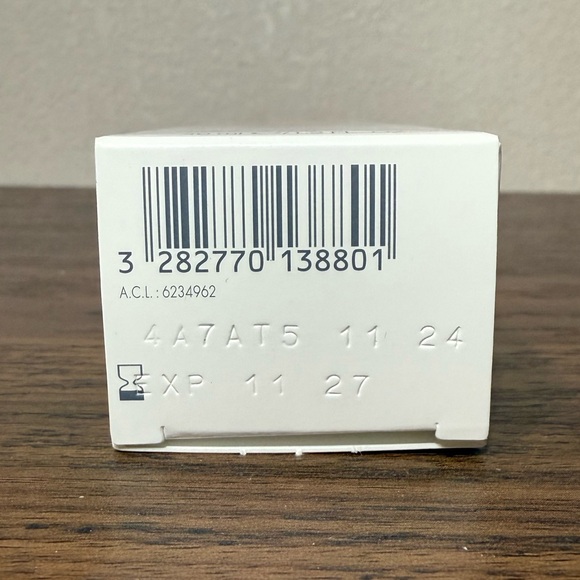 3 282770 138801
A.C.L.: 6234962
4A7AT5 11 24
EXP 11 27